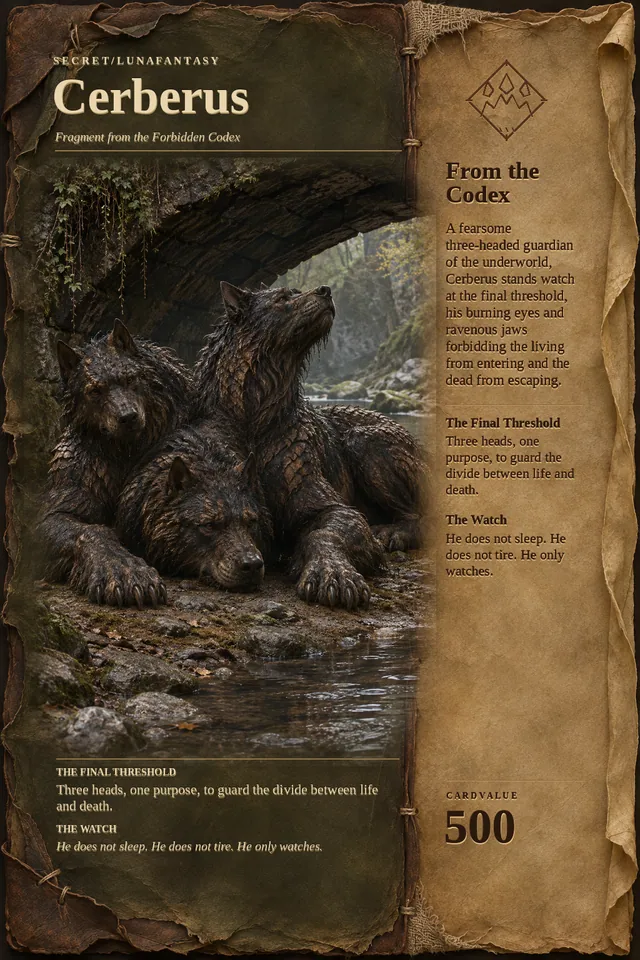 SECRET/LUNAFANTASY
Cerberus
Fragment from the Forbidden Codex
THE FINAL THRESHOLD
Three heads, one purpose, to guard the divide between life
and death.
THE WATCH
He does not sleep. He does not tire. He only watches.
From the
Codex
A fearsome
three-headed guardian
of the underworld,
Cerberus stands watch
at the final threshold,
his burning eyes and
ravenous jaws
forbidding the living
from entering and the
dead from escaping.
The Final Threshold
Three heads, one
purpose, to guard the
divide between life and
death.
The Watch
He does not sleep. He
does not tire. He only
watches.
CARDVALUE
500